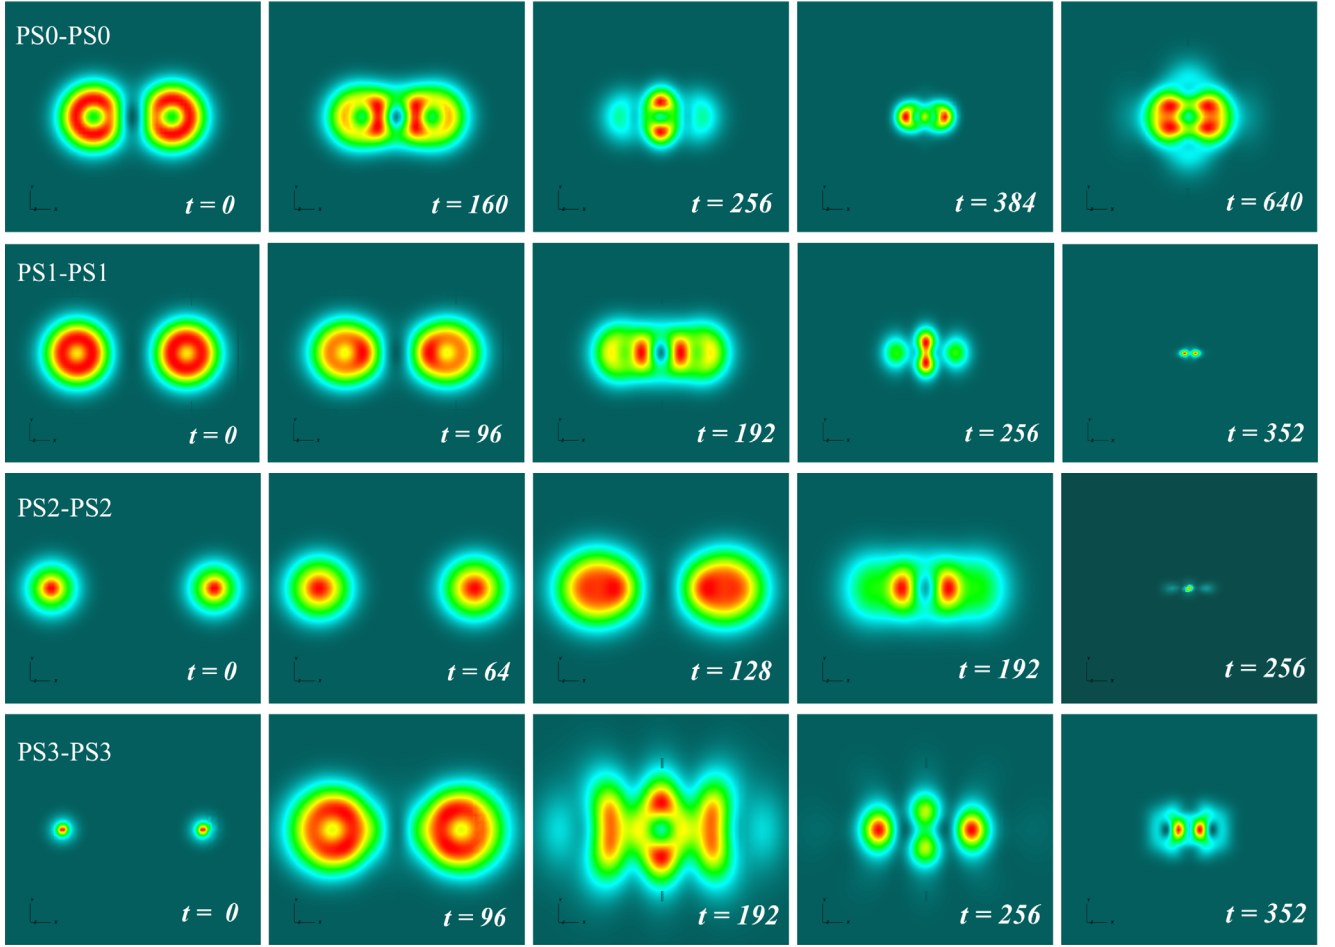 PS0-PS0
t = 0
t = 160
t = 256
t = 384
t = 640
PS1-PS1
t = 0
t = 96
t = 192
t = 256
t = 352
PS2-PS2
t = 0
t = 64
t = 128
t = 192
t = 256
PS3-PS3
t = 0
t = 96
t = 192
t = 256
t = 352